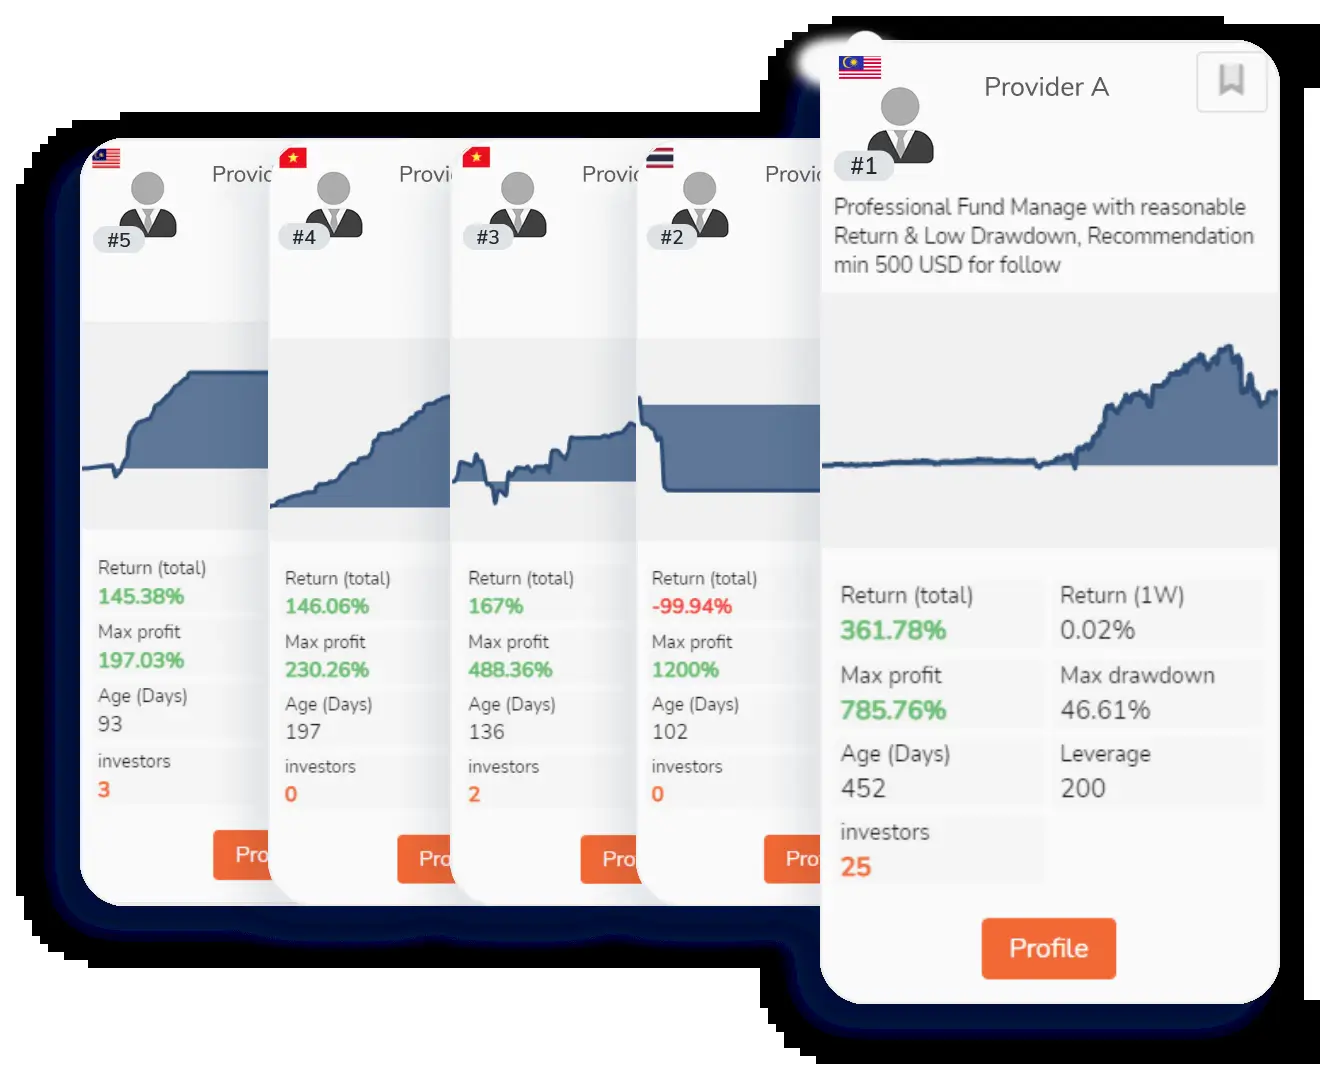 Provider A
#1
Professional Fund Manage with reasonable
Return & Low Drawdown, Recommendation
min 500 USD for follow
Return (total)
361.78%
Return (1W)
0.02%
Max profit
785.76%
Max drawdown
46.61%
Age (Days)
452
Leverage
200
investors
25
Profile
Provid
#5
Return (total)
145.38%
Max profit
197.03%
Age (Days)
93
investors
3
Pro
Provi
#4
Return (total)
146.06%
Max profit
230.26%
Age (Days)
197
investors
0
Pro
Provi
#3
Return (total)
167%
Max profit
488.36%
Age (Days)
136
investors
2
Pro
Provi
#2
Return (total)
-99.94%
Max profit
1200%
Age (Days)
102
investors
0
Pro